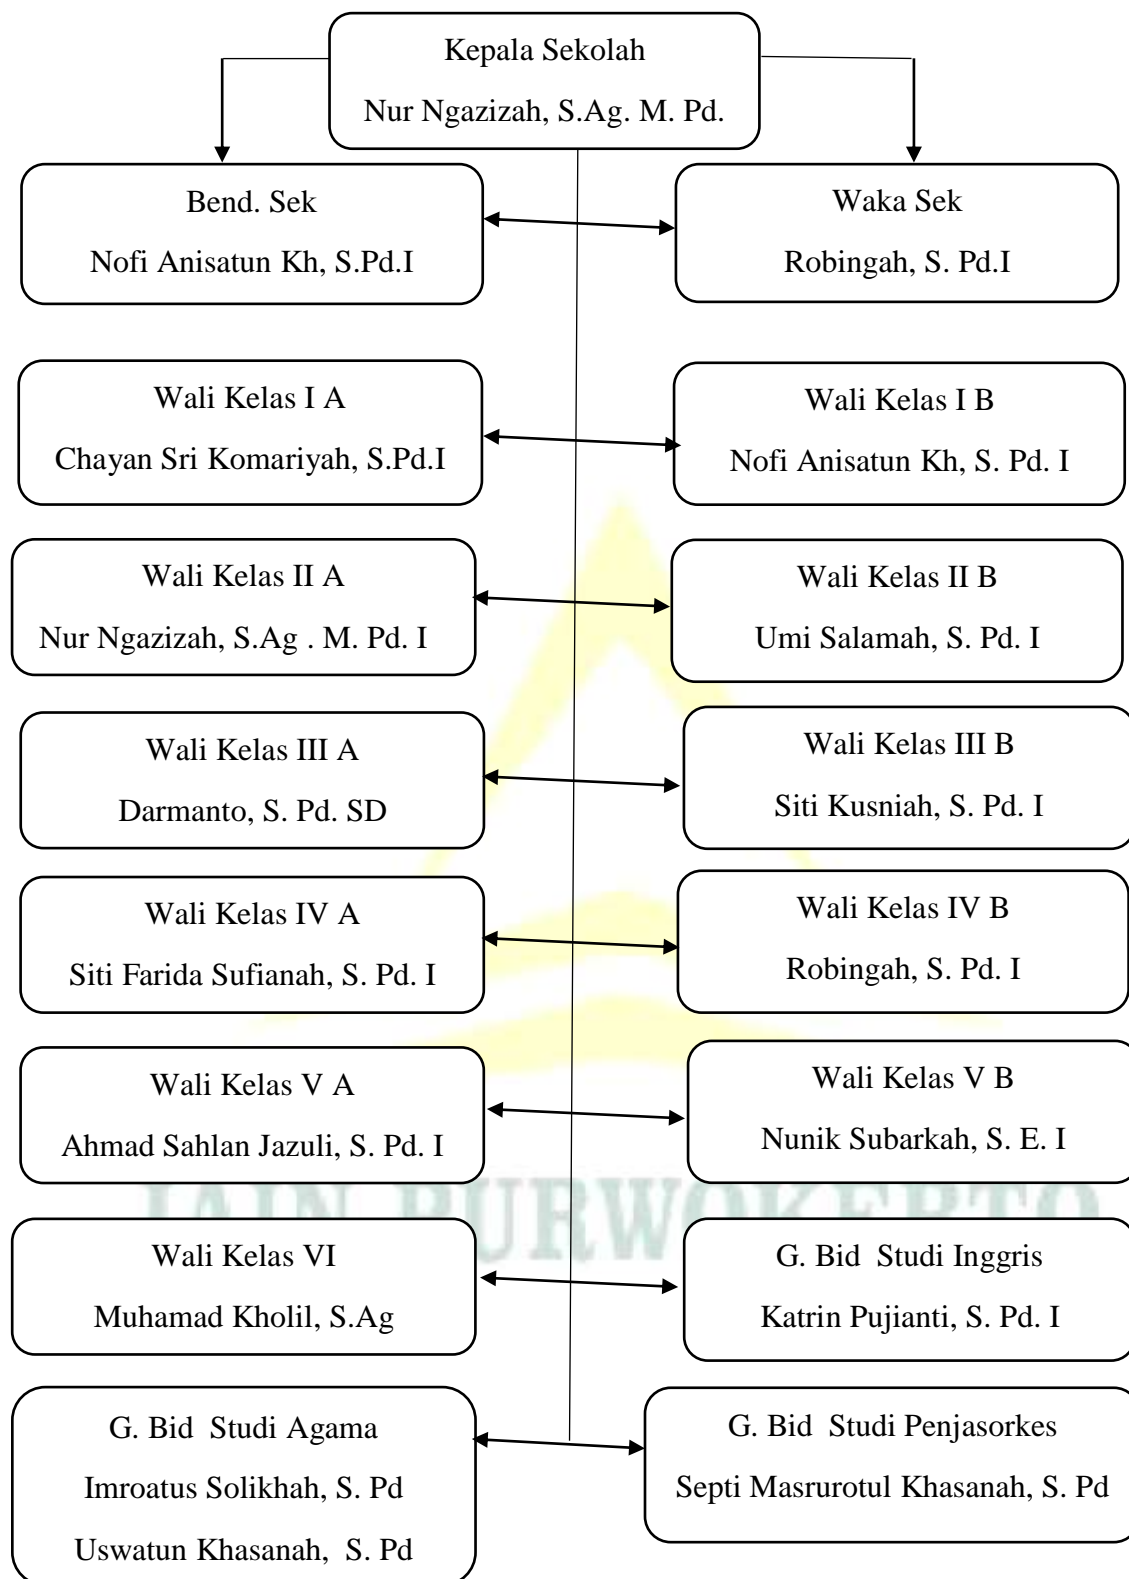 Kepala Sekolah
Nur Ngazizah, S.Ag. M. Pd.
Bend. Sek
Nofi Anisatun Kh, S.Pd.I
Waka Sek
Robingah, S. Pd.I
Wali Kelas I A
Chayan Sri Komariyah, S.Pd.I
Wali Kelas I B
Nofi Anisatun Kh, S. Pd. I
Wali Kelas II A
Nur Ngazizah, S.Ag . M. Pd. I
Wali Kelas II B
Umi Salamah, S. Pd. I
Wali Kelas III A
Darmanto, S. Pd. SD
Wali Kelas III B
Siti Kusniah, S. Pd. I
Wali Kelas IV A
Siti Farida Sufianah, S. Pd. I
Wali Kelas IV B
Robingah, S. Pd. I
Wali Kelas V A
Ahmad Sahlan Jazuli, S. Pd. I
Wali Kelas V B
Nunik Subarkah, S. E. I
IAIN PURWOKERTO
Wali Kelas VI
Muhamad Kholil, S.Ag
G. Bid  Studi Inggris
Katrin Pujianti, S. Pd. I
G. Bid  Studi Agama
Imroatus Solikhah, S. Pd
Uswatun Khasanah,  S. Pd
G. Bid  Studi Penjasorkes
Septi Masrurotul Khasanah, S. Pd